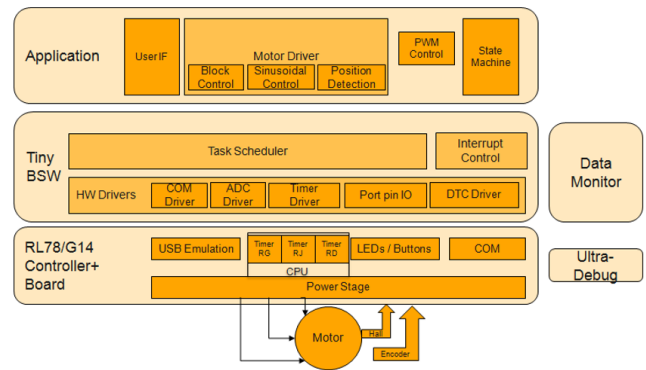 Application
User IF
Motor Driver
Block
Control
Sinusoidal
Control
Position
Detection
PWM
Control
State
Machine
Tiny
BSW
Task Scheduler
Interrupt
Control
HW Drivers
COM
Driver
ADC
Driver
Timer
Driver
Port pin IO
DTC Driver
Data
Monitor
RL78/G14
Controller+
Board
USB Emulation
Timer
RG
Timer
RJ
Timer
RD
CPU
LEDs / Buttons
COM
Power Stage
Ultra-
Debug
Motor
Hall
Encoder